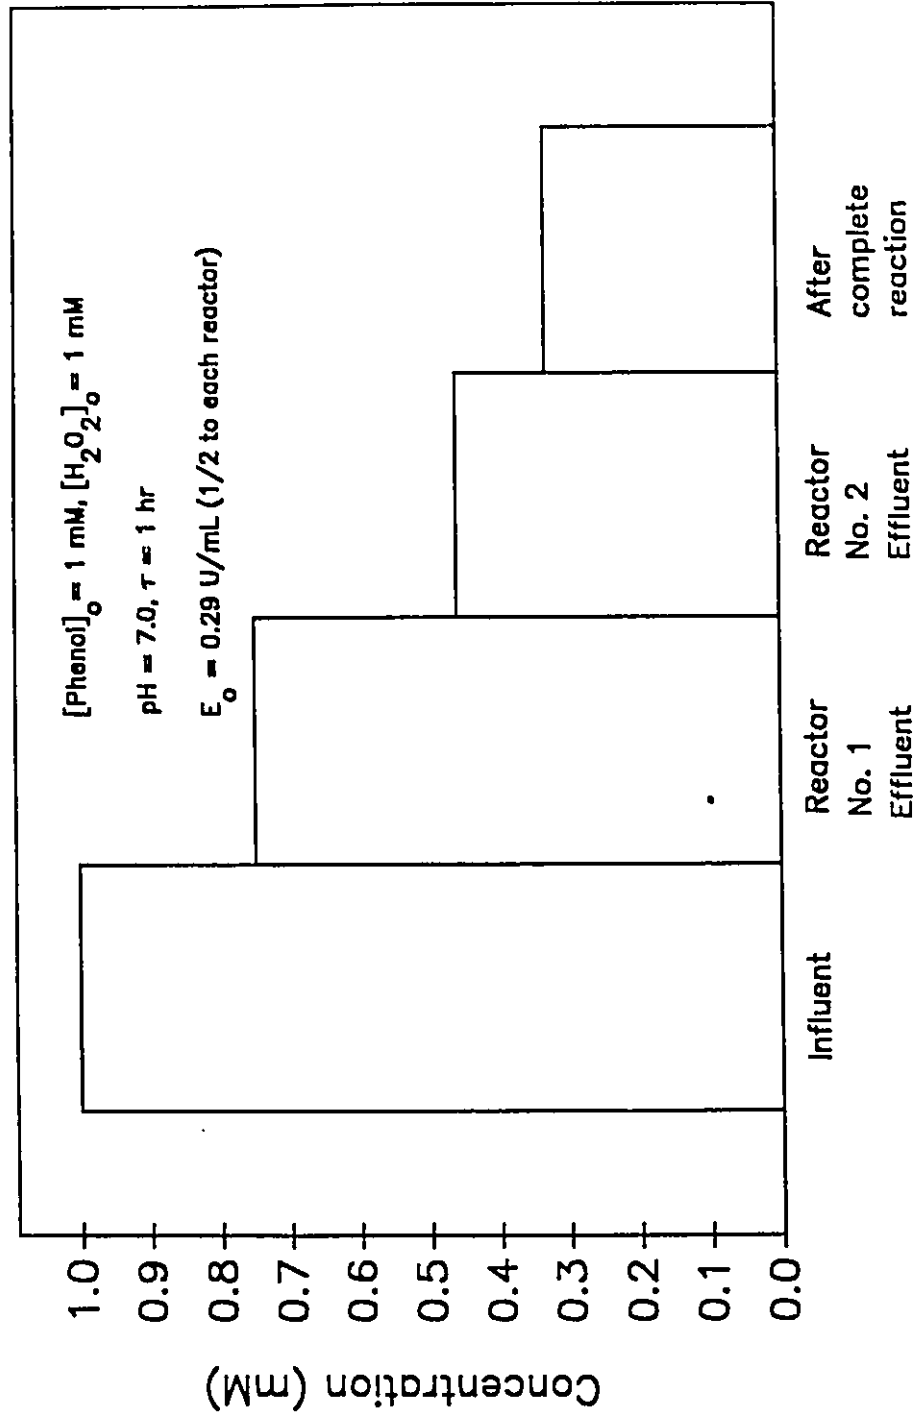 [Phenol]o = 1 mM, [H2O2]o = 1 mM
pH = 7.0, τ = 1 hr
Eo = 0.29 U/mL (1/2 to each reactor)
Concentration (mM)
1.0
0.9
0.8
0.7
0.6
0.5
0.4
0.3
0.2
0.1
0.0
Influent
Reactor
No. 1
Effluent
Reactor
No. 2
Effluent
After
complete
reaction